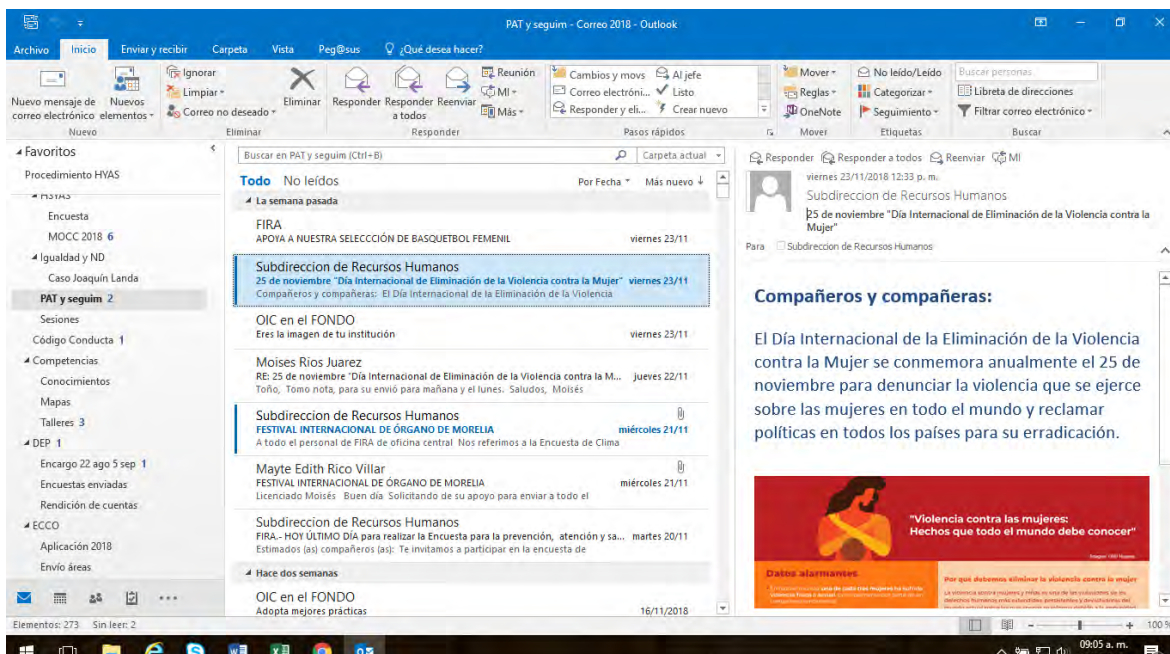 PAT y seguim - Correo 2018 - Outlook
Archivo Inicio Enviar y recibir Carpeta Vista Peg@sus ¿Qué desea hacer?
Nuevo mensaje de correo electrónico
Nuevos elementos
Nuevo
Ignorar
Limpiar
Correo no deseado
Eliminar
Eliminar
Responder
Responder a todos
Reenviar
Reunión
MI
Más
Responder
Cambios y movs
Correo electróni...
Responder y eli...
Al jefe
Listo
Crear nuevo
Pasos rápidos
Mover
Reglas
OneNote
Mover
No leído/Leído
Categorizar
Seguimiento
Etiquetas
Buscar personas
Libreta de direcciones
Filtrar correo electrónico
Buscar
Favoritos
Procedimiento HYAS
Encuesta
MOCC 2018 6
Igualdad y ND
Caso Joaquín Landa
PAT y seguim 2
Sesiones
Código Conducta 1
Competencias
Conocimientos
Mapas
Talleres 3
DEP 1
Encargo 22 ago 5 sep 1
Encuestas enviadas
Rendición de cuentas
ECCO
Aplicación 2018
Envío áreas
Buscar en PAT y seguim (Ctrl+B) Carpeta actual
Todo No leídos Por Fecha Más nuevo ↓
La semana pasada
FIRA
APOYA A NUESTRA SELECCCIÓN DE BASQUETBOL FEMENIL viernes 23/11
Subdireccion de Recursos Humanos
25 de noviembre "Día Internacional de Eliminación de la Violencia contra la Mujer" viernes 23/11
Compañeros y compañeras: El Día Internacional de la Eliminación de la Violencia
OIC en el FONDO
Eres la imagen de tu institución viernes 23/11
Moises Rios Juarez
RE: 25 de noviembre "Día Internacional de Eliminación de la Violencia contra la M... jueves 22/11
Toño, Tomo nota, para su envió para mañana y el lunes. Saludos, Moisés
Subdireccion de Recursos Humanos
FESTIVAL INTERNACIONAL DE ÓRGANO DE MORELIA miércoles 21/11
A todo el personal de FIRA de oficina central Nos referimos a la Encuesta de Clima
Mayte Edith Rico Villar
FESTIVAL INTERNACIONAL DE ÓRGANO DE MORELIA miércoles 21/11
Licenciado Moisés Buen día Solicitando de su apoyo para enviar a todo el
Subdireccion de Recursos Humanos
FIRA.- HOY ÚLTIMO DÍA para realizar la Encuesta para la prevención, atención y sa... martes 20/11
Estimados (as) compañeros (as): Te invitamos a participar en la encuesta de
Hace dos semanas
OIC en el FONDO
Adopta mejores prácticas 16/11/2018
Responder Responder a todos Reenviar MI
viernes 23/11/2018 12:33 p. m.
Subdireccion de Recursos Humanos
25 de noviembre "Día Internacional de Eliminación de la Violencia contra la
Mujer"
Para Subdireccion de Recursos Humanos
Compañeros y compañeras:
El Día Internacional de la Eliminación de la Violencia
contra la Mujer se conmemora anualmente el 25 de
noviembre para denunciar la violencia que se ejerce
sobre las mujeres en todo el mundo y reclamar
políticas en todos los países para su erradicación.
"Violencia contra las mujeres:
Hechos que todo el mundo debe conocer"
Datos alarmantes
Por qué debemos eliminar la violencia contra la mujer
Elementos: 273 Sin leer: 2
100 %
09:05 a. m.